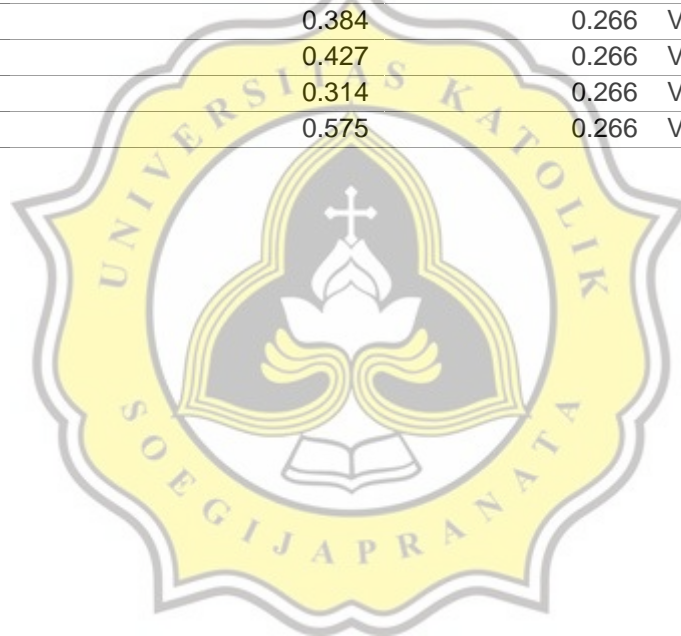 0.384 0.266 V
0.427 0.266 V
0.314 0.266 V
0.575 0.266 V
UNIVERSITAS KATOLIK
SOEGIJAPRANATA